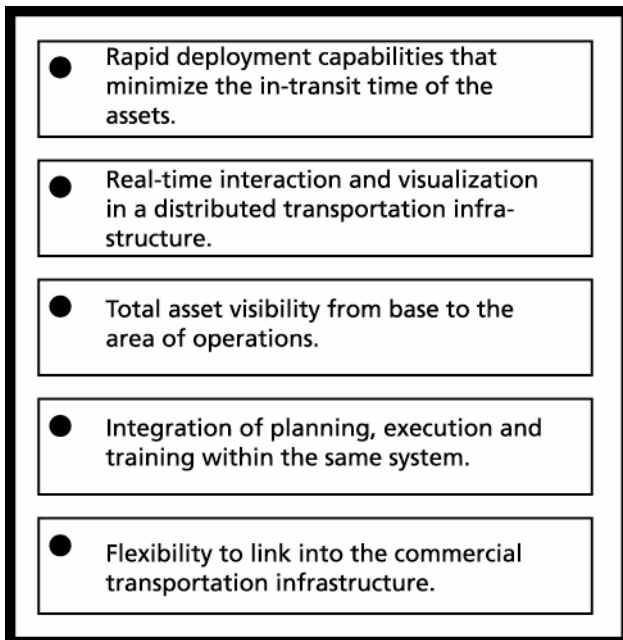 ● Rapid deployment capabilities that
minimize the in-transit time of the
assets.
● Real-time interaction and visualization
in a distributed transportation infra-
structure.
● Total asset visibility from base to the
area of operations.
● Integration of planning, execution and
training within the same system.
● Flexibility to link into the commercial
transportation infrastructure.